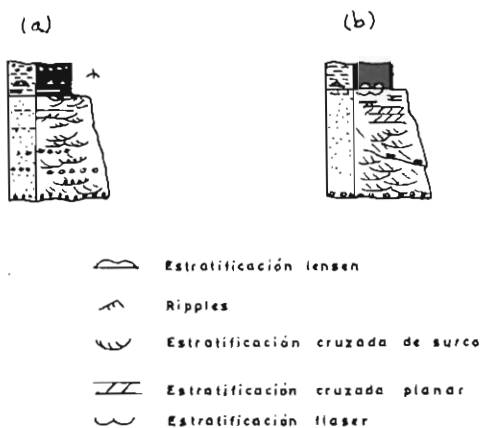 (a) (b)
Estratificación lensen
Ripples
Estratificación cruzada de surco
Estratificación cruzada planar
Estratificación flaser